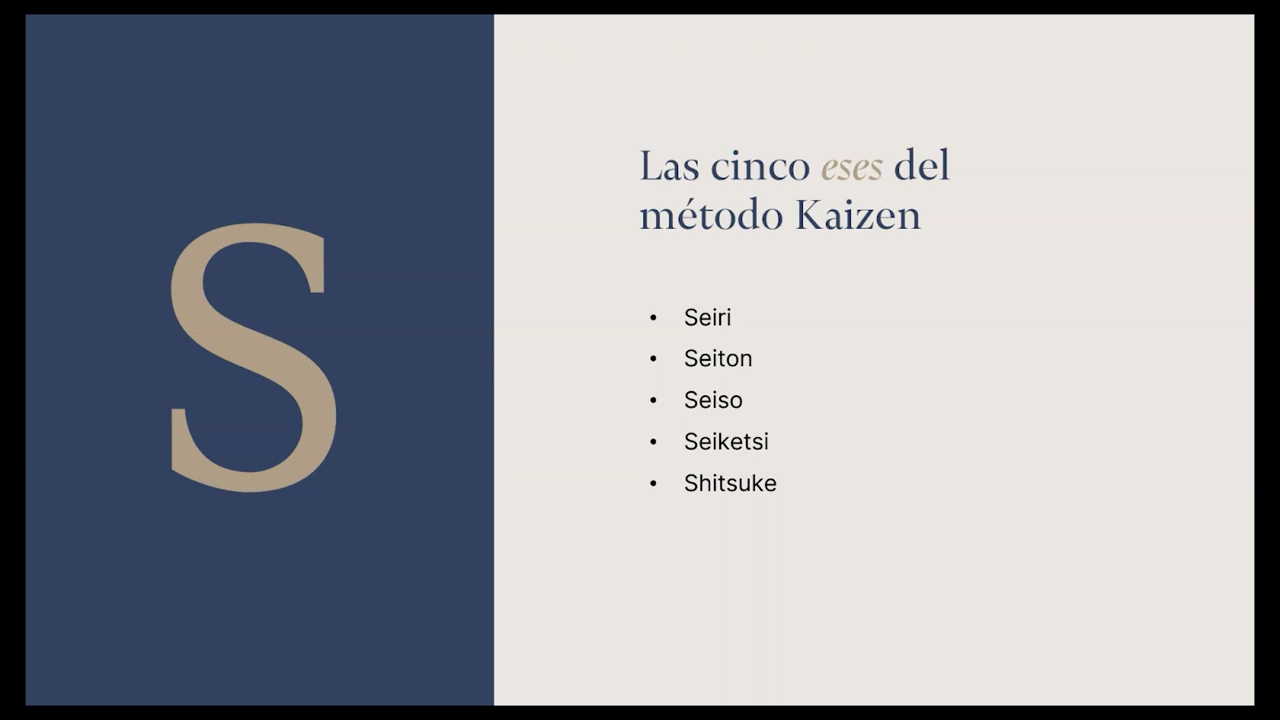 S
Las cinco eses del
método Kaizen
• Seiri
• Seiton
• Seiso
• Seiketsi
• Shitsuke